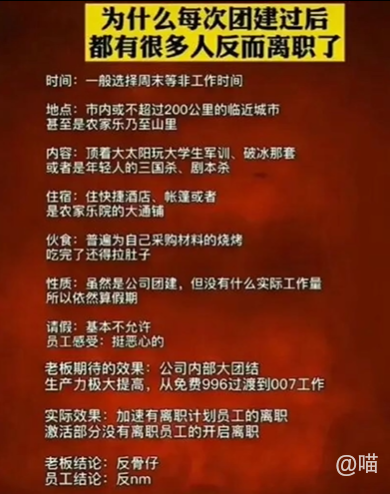 为什么每次团建过后
都有很多人反而离职了
时间：一般选择周末等非工作时间
地点：市内或不超过200公里的临近城市
甚至是农家乐乃至山里
内容：顶着大太阳玩大学生军训、破冰那套
或者是年轻人的三国杀、剧本杀
住宿：住快捷酒店、帐篷或者
是农家乐院的大通铺
伙食：普遍为自己采购材料的烧烤
吃完了还得拉肚子
性质：虽然是公司团建，但没有什么实际工作量
所以依然算假期
请假：基本不允许
员工感受：挺恶心的
老板期待的效果：公司内部大团结
生产力极大提高，从免费996过渡到007工作
实际效果：加速有离职计划员工的离职
激活部分没有离职员工的开启离职
老板结论：反骨仔
员工结论：反nm
@喵